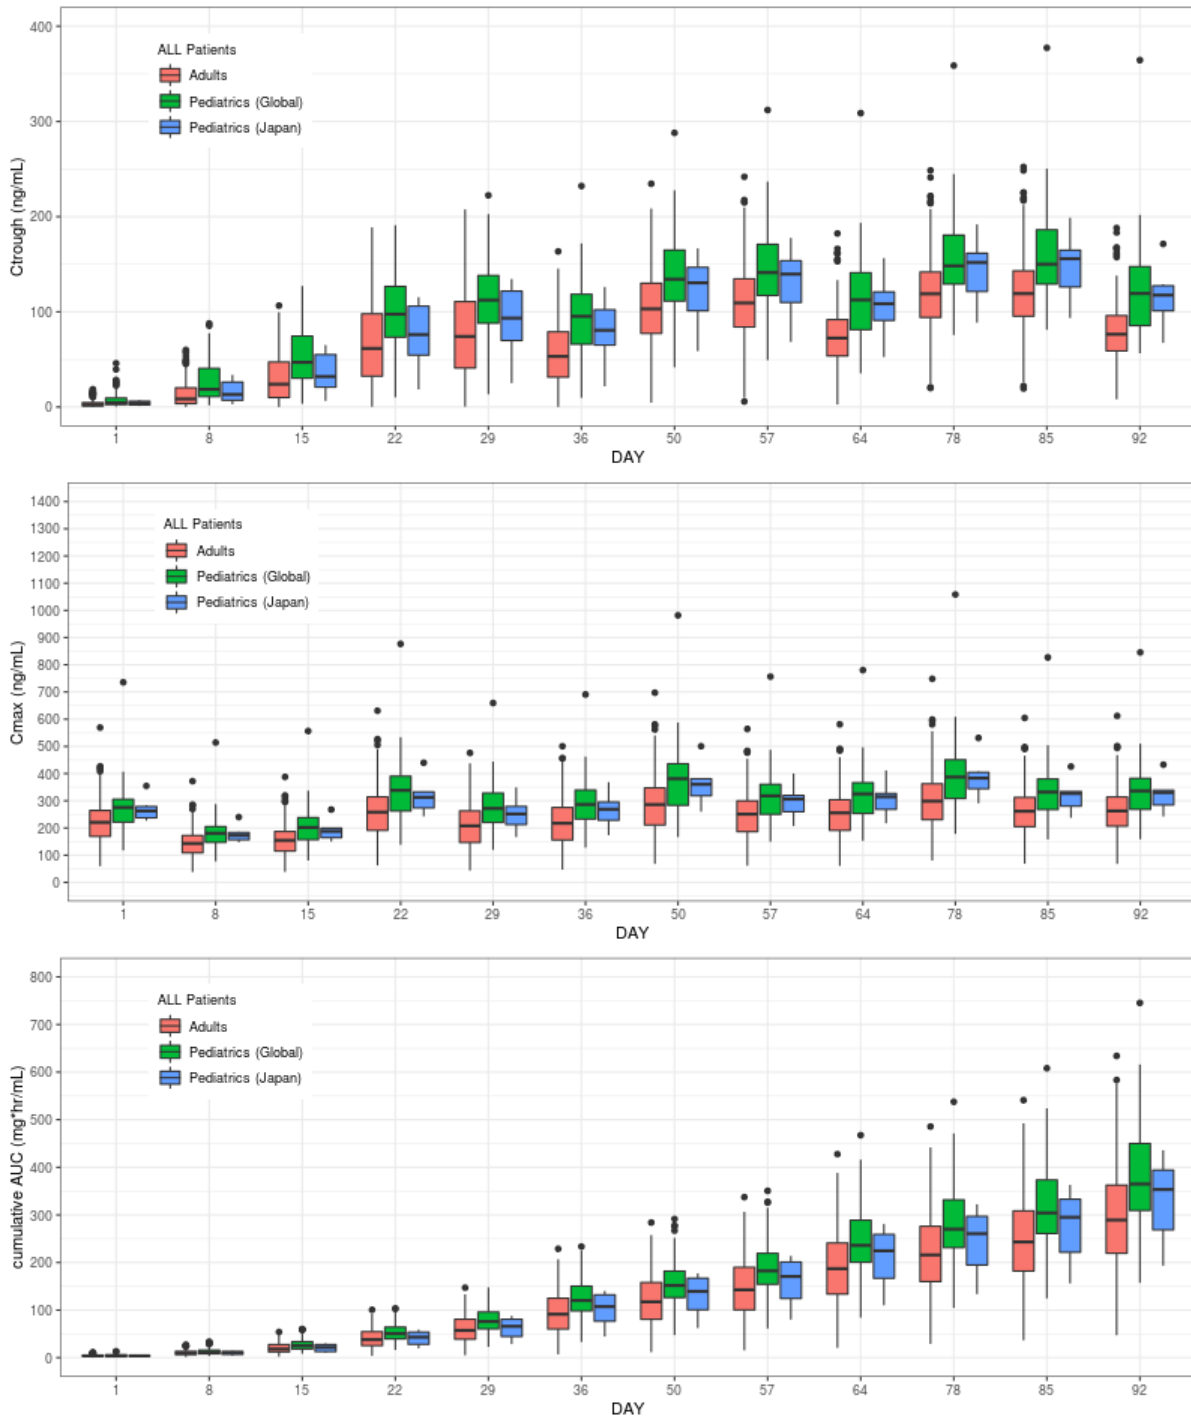 400
300
200
100
0
Ctrough (ng/mL)
ALL Patients
Adults
Pediatrics (Global)
Pediatrics (Japan)
1 8 15 22 29 36 50 57 64 78 85 92
DAY
1400
1300
1200
1100
1000
900
800
700
600
500
400
300
200
100
0
Cmax (ng/mL)
ALL Patients
Adults
Pediatrics (Global)
Pediatrics (Japan)
1 8 15 22 29 36 50 57 64 78 85 92
DAY
800
700
600
500
400
300
200
100
0
cumulative AUC (mg*hr/mL)
ALL Patients
Adults
Pediatrics (Global)
Pediatrics (Japan)
1 8 15 22 29 36 50 57 64 78 85 92
DAY